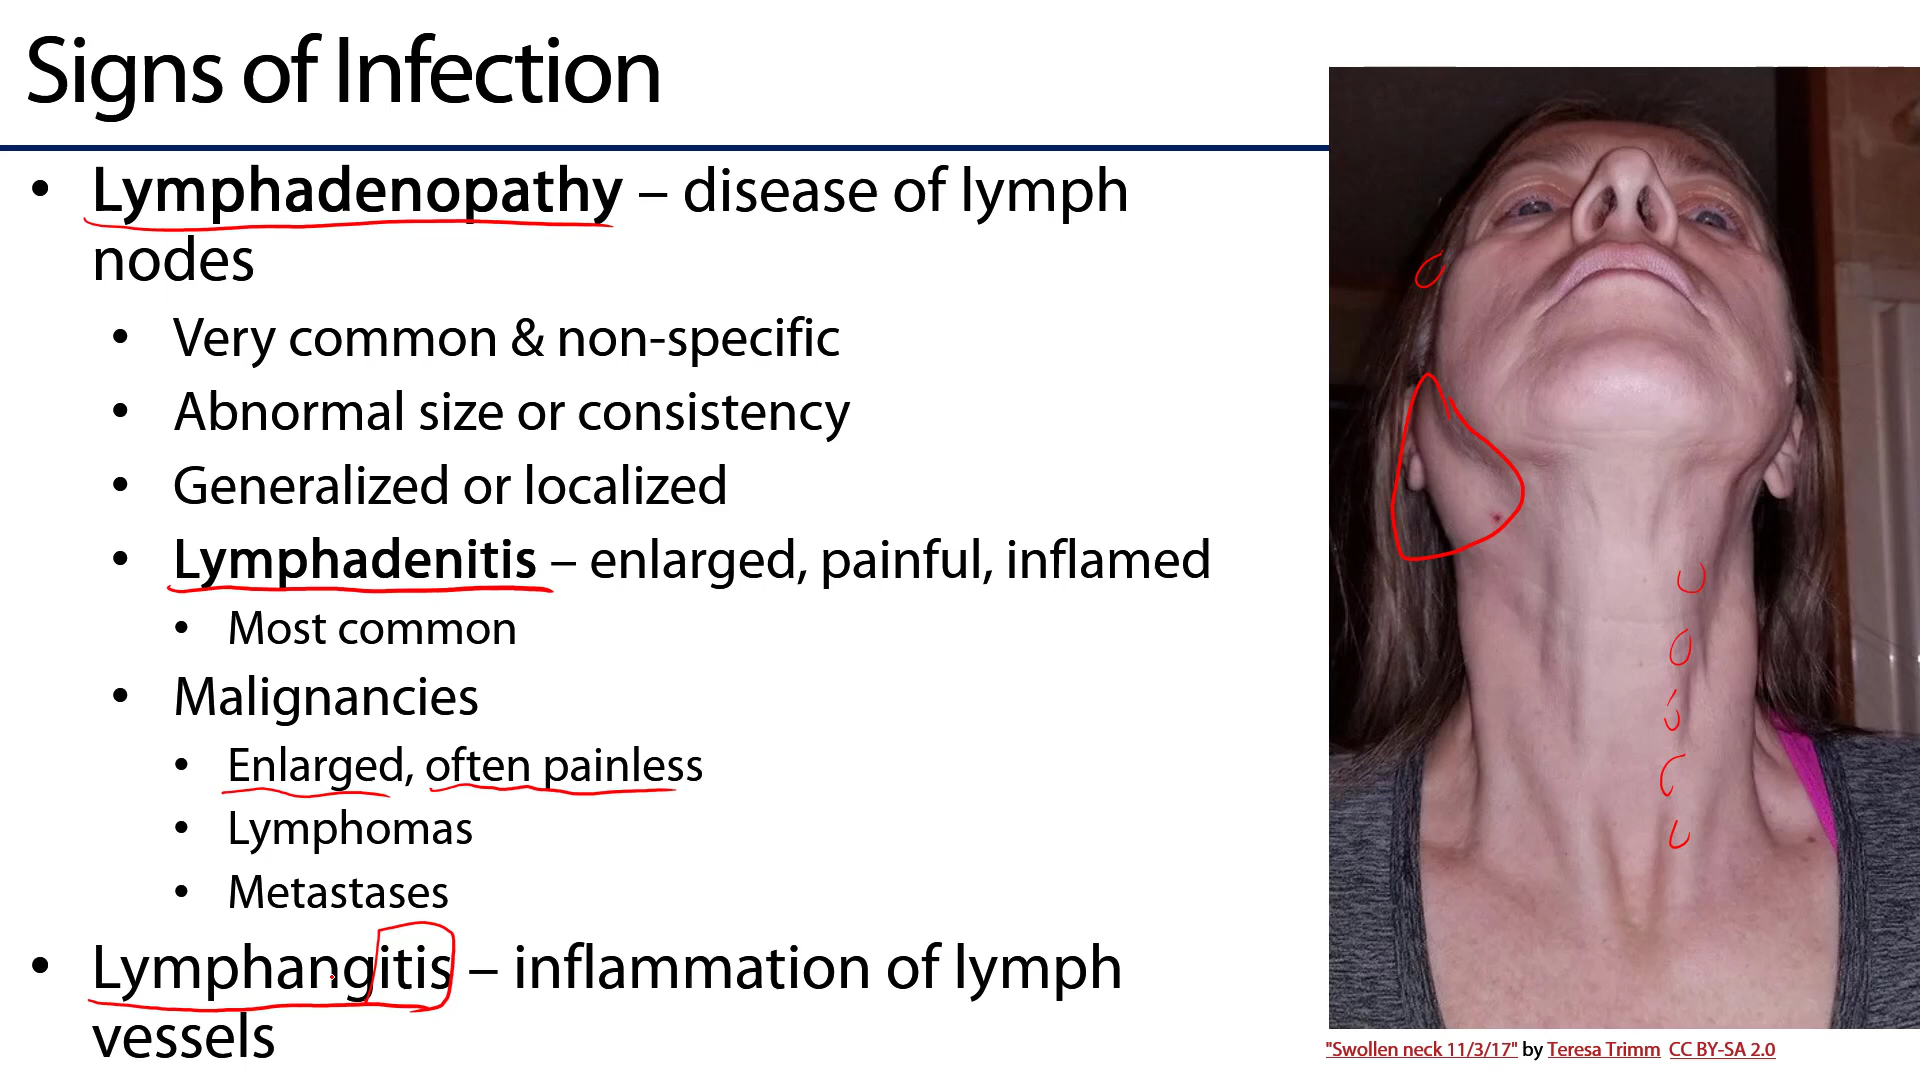 Signs of Infection
• Lymphadenopathy – disease of lymph
nodes
• Very common & non-specific
• Abnormal size or consistency
• Generalized or localized
• Lymphadenitis – enlarged, painful, inflamed
• Most common
• Malignancies
• Enlarged, often painless
• Lymphomas
• Metastases
• Lymphangitis – inflammation of lymph
vessels
"Swollen neck 11/3/17" by Teresa Trimm CC BY-SA 2.0